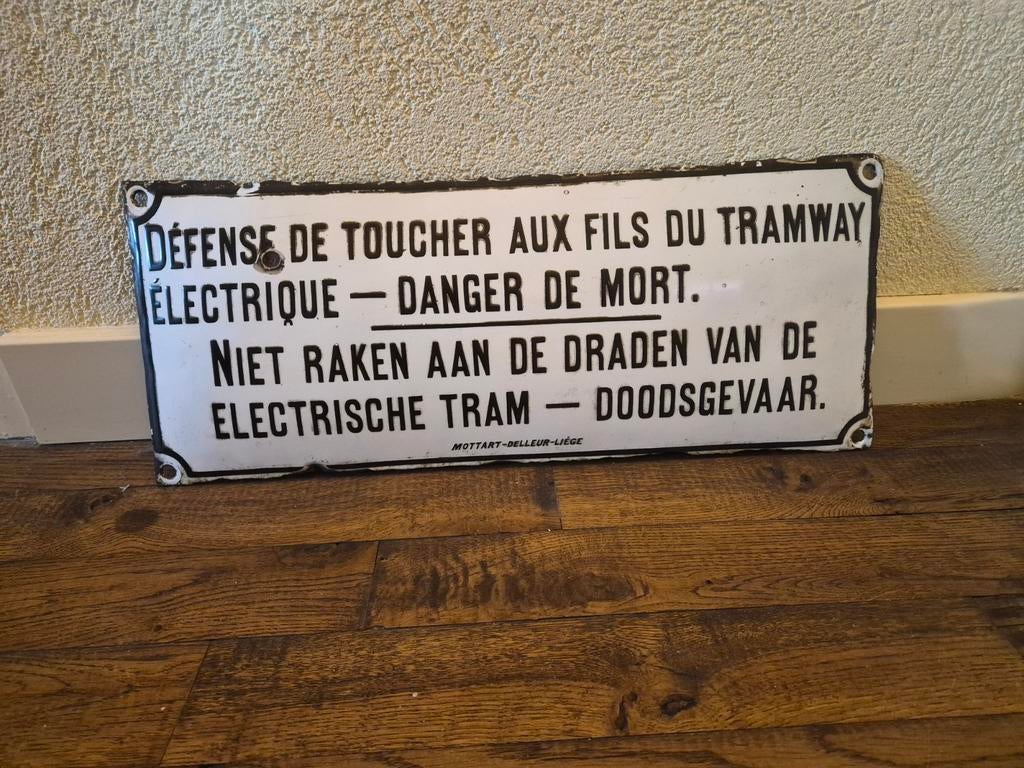 DÉFENSE DE TOUCHER AUX FILS DU TRAMWAY
ÉLECTRIQUE — DANGER DE MORT.
NIET RAKEN AAN DE DRADEN VAN DE
ELECTRISCHE TRAM — DOODSGEVAAR.
MOTTART-DELLEUR-LIÉGE